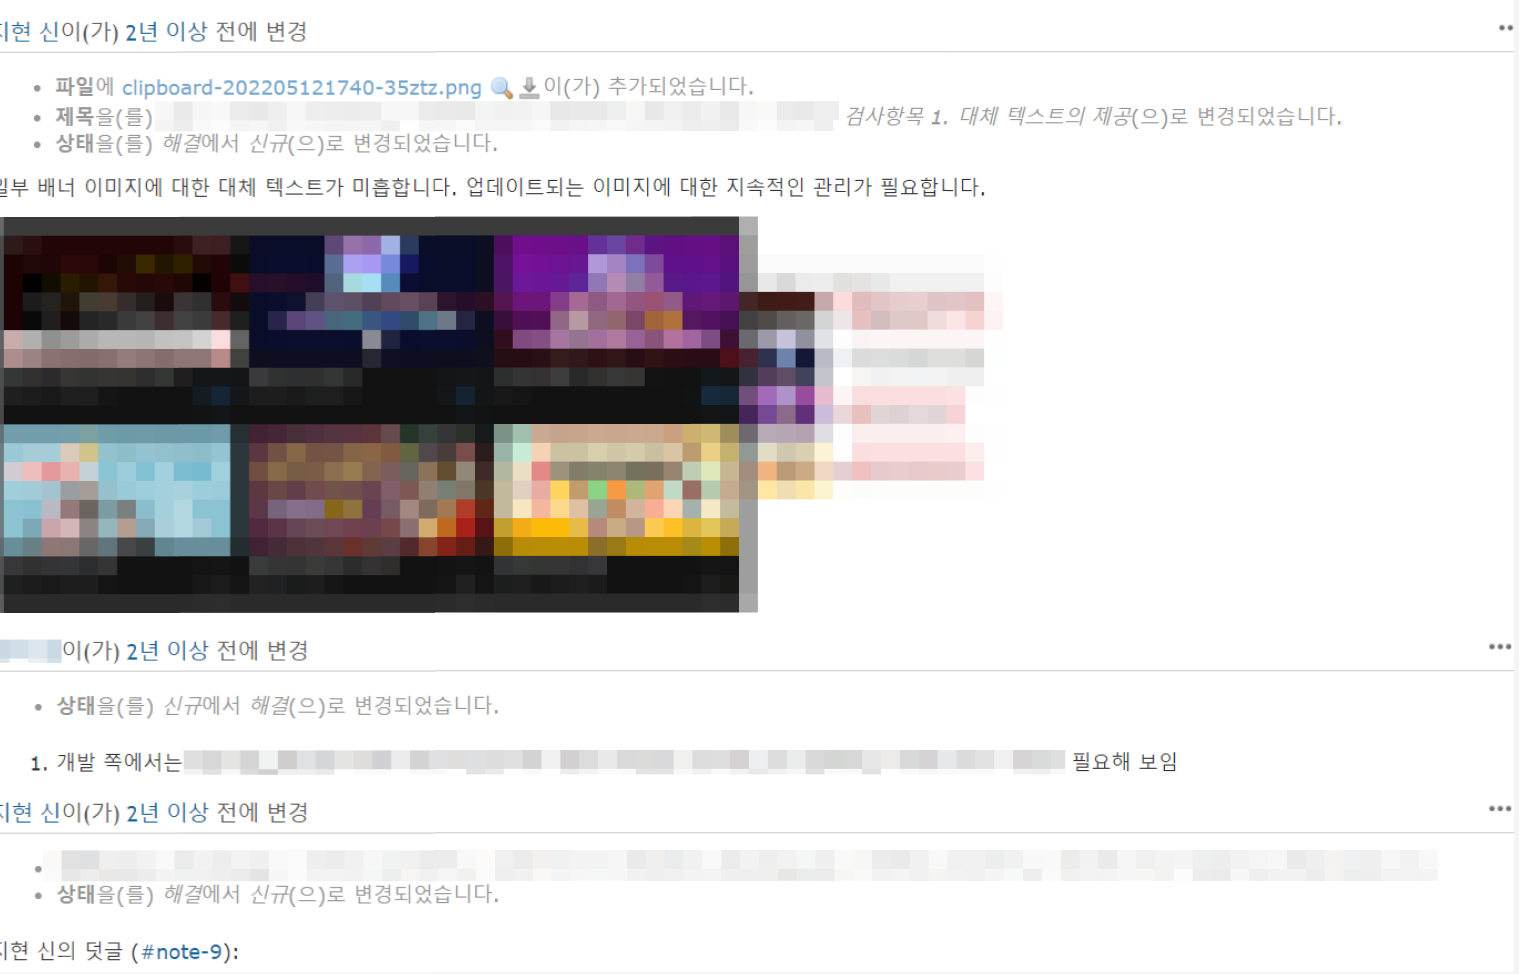 지현 신이(가) 2년 이상 전에 변경
파일에 clipboard-202205121740-35ztz.png 이(가) 추가되었습니다.
제목을(를) 검사항목 1. 대체 텍스트의 제공(으)로 변경되었습니다.
상태을(를) 해결에서 신규(으)로 변경되었습니다.
일부 배너 이미지에 대한 대체 텍스트가 미흡합니다. 업데이트되는 이미지에 대한 지속적인 관리가 필요합니다.
이(가) 2년 이상 전에 변경
상태을(를) 신규에서 해결(으)로 변경되었습니다.
1. 개발 쪽에서는 필요해 보임
지현 신이(가) 2년 이상 전에 변경
상태을(를) 해결에서 신규(으)로 변경되었습니다.
지현 신의 덧글 (#note-9):